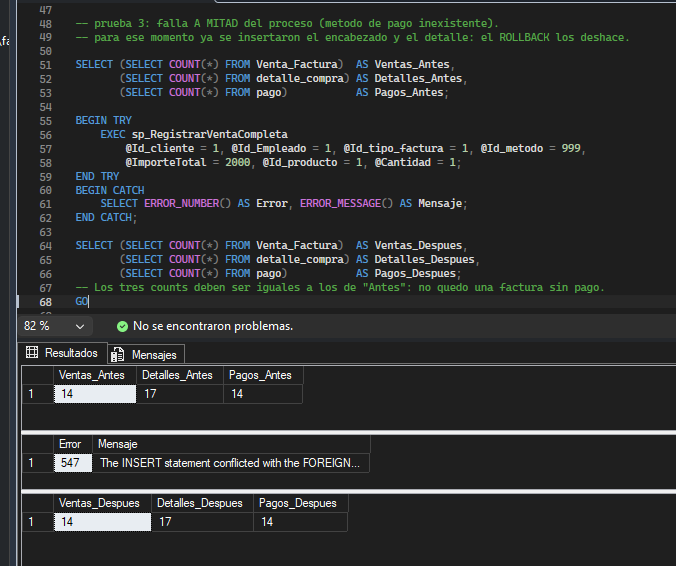 47
48 -- prueba 3: falla A MITAD del proceso (metodo de pago inexistente).
49 -- para ese momento ya se insertaron el encabezado y el detalle: el ROLLBACK los deshace.
50
51 SELECT (SELECT COUNT(*) FROM Venta_Factura) AS Ventas_Antes,
52 (SELECT COUNT(*) FROM detalle_compra) AS Detalles_Antes,
53 (SELECT COUNT(*) FROM pago) AS Pagos_Antes;
54
55 BEGIN TRY
56 EXEC sp_RegistrarVentaCompleta
57 @Id_cliente = 1, @Id_Empleado = 1, @Id_tipo_factura = 1, @Id_metodo = 999,
58 @ImporteTotal = 2000, @Id_producto = 1, @Cantidad = 1;
59 END TRY
60 BEGIN CATCH
61 SELECT ERROR_NUMBER() AS Error, ERROR_MESSAGE() AS Mensaje;
62 END CATCH;
63
64 SELECT (SELECT COUNT(*) FROM Venta_Factura) AS Ventas_Despues,
65 (SELECT COUNT(*) FROM detalle_compra) AS Detalles_Despues,
66 (SELECT COUNT(*) FROM pago) AS Pagos_Despues;
67 -- Los tres counts deben ser iguales a los de "Antes": no quedo una factura sin pago.
68 GO
82 % No se encontraron problemas.
Resultados Mensajes
Ventas_Antes Detalles_Antes Pagos_Antes
1 14 17 14
Error Mensaje
1 547 The INSERT statement conflicted with the FOREIGN...
Ventas_Despues Detalles_Despues Pagos_Despues
1 14 17 14